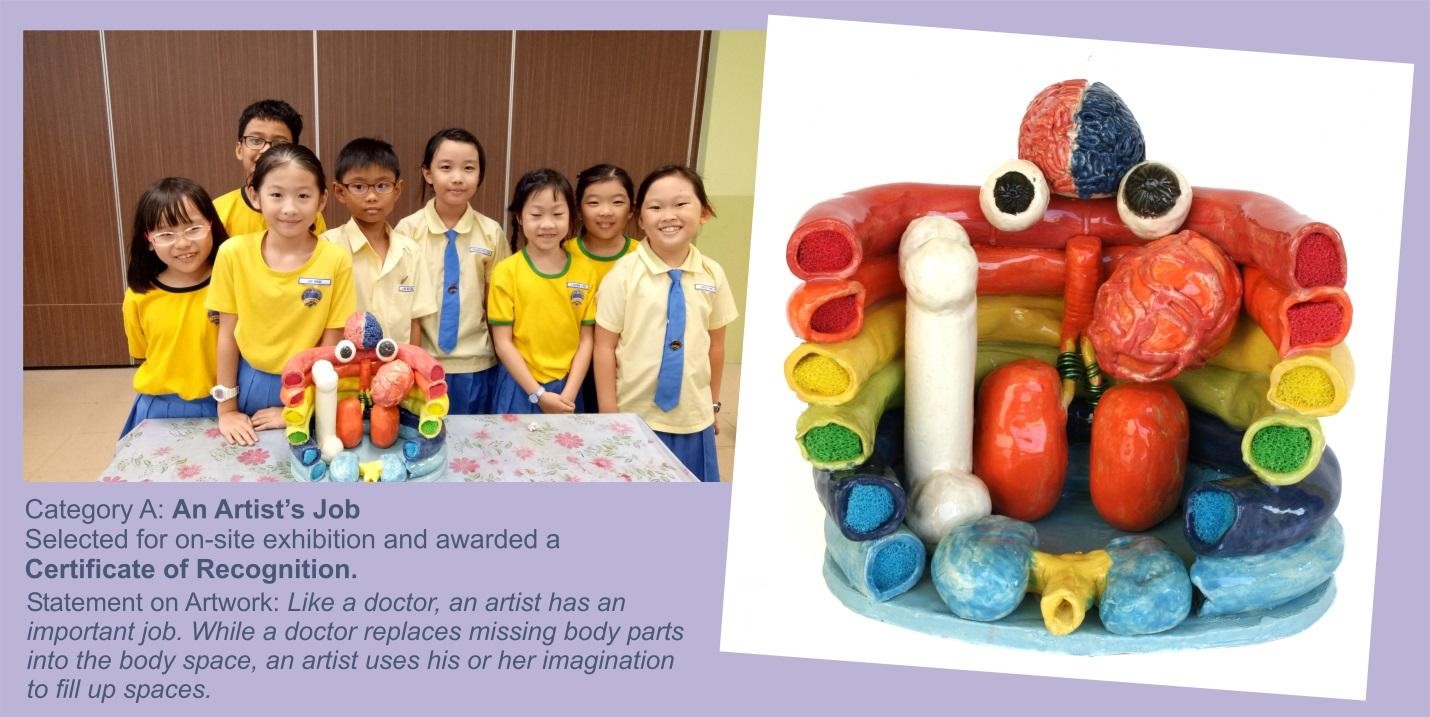 Category A: An Artist’s Job
Selected for on-site exhibition and awarded a
Certificate of Recognition.
Statement on Artwork: Like a doctor, an artist has an
important job. While a doctor replaces missing body parts
into the body space, an artist uses his or her imagination
to fill up spaces.